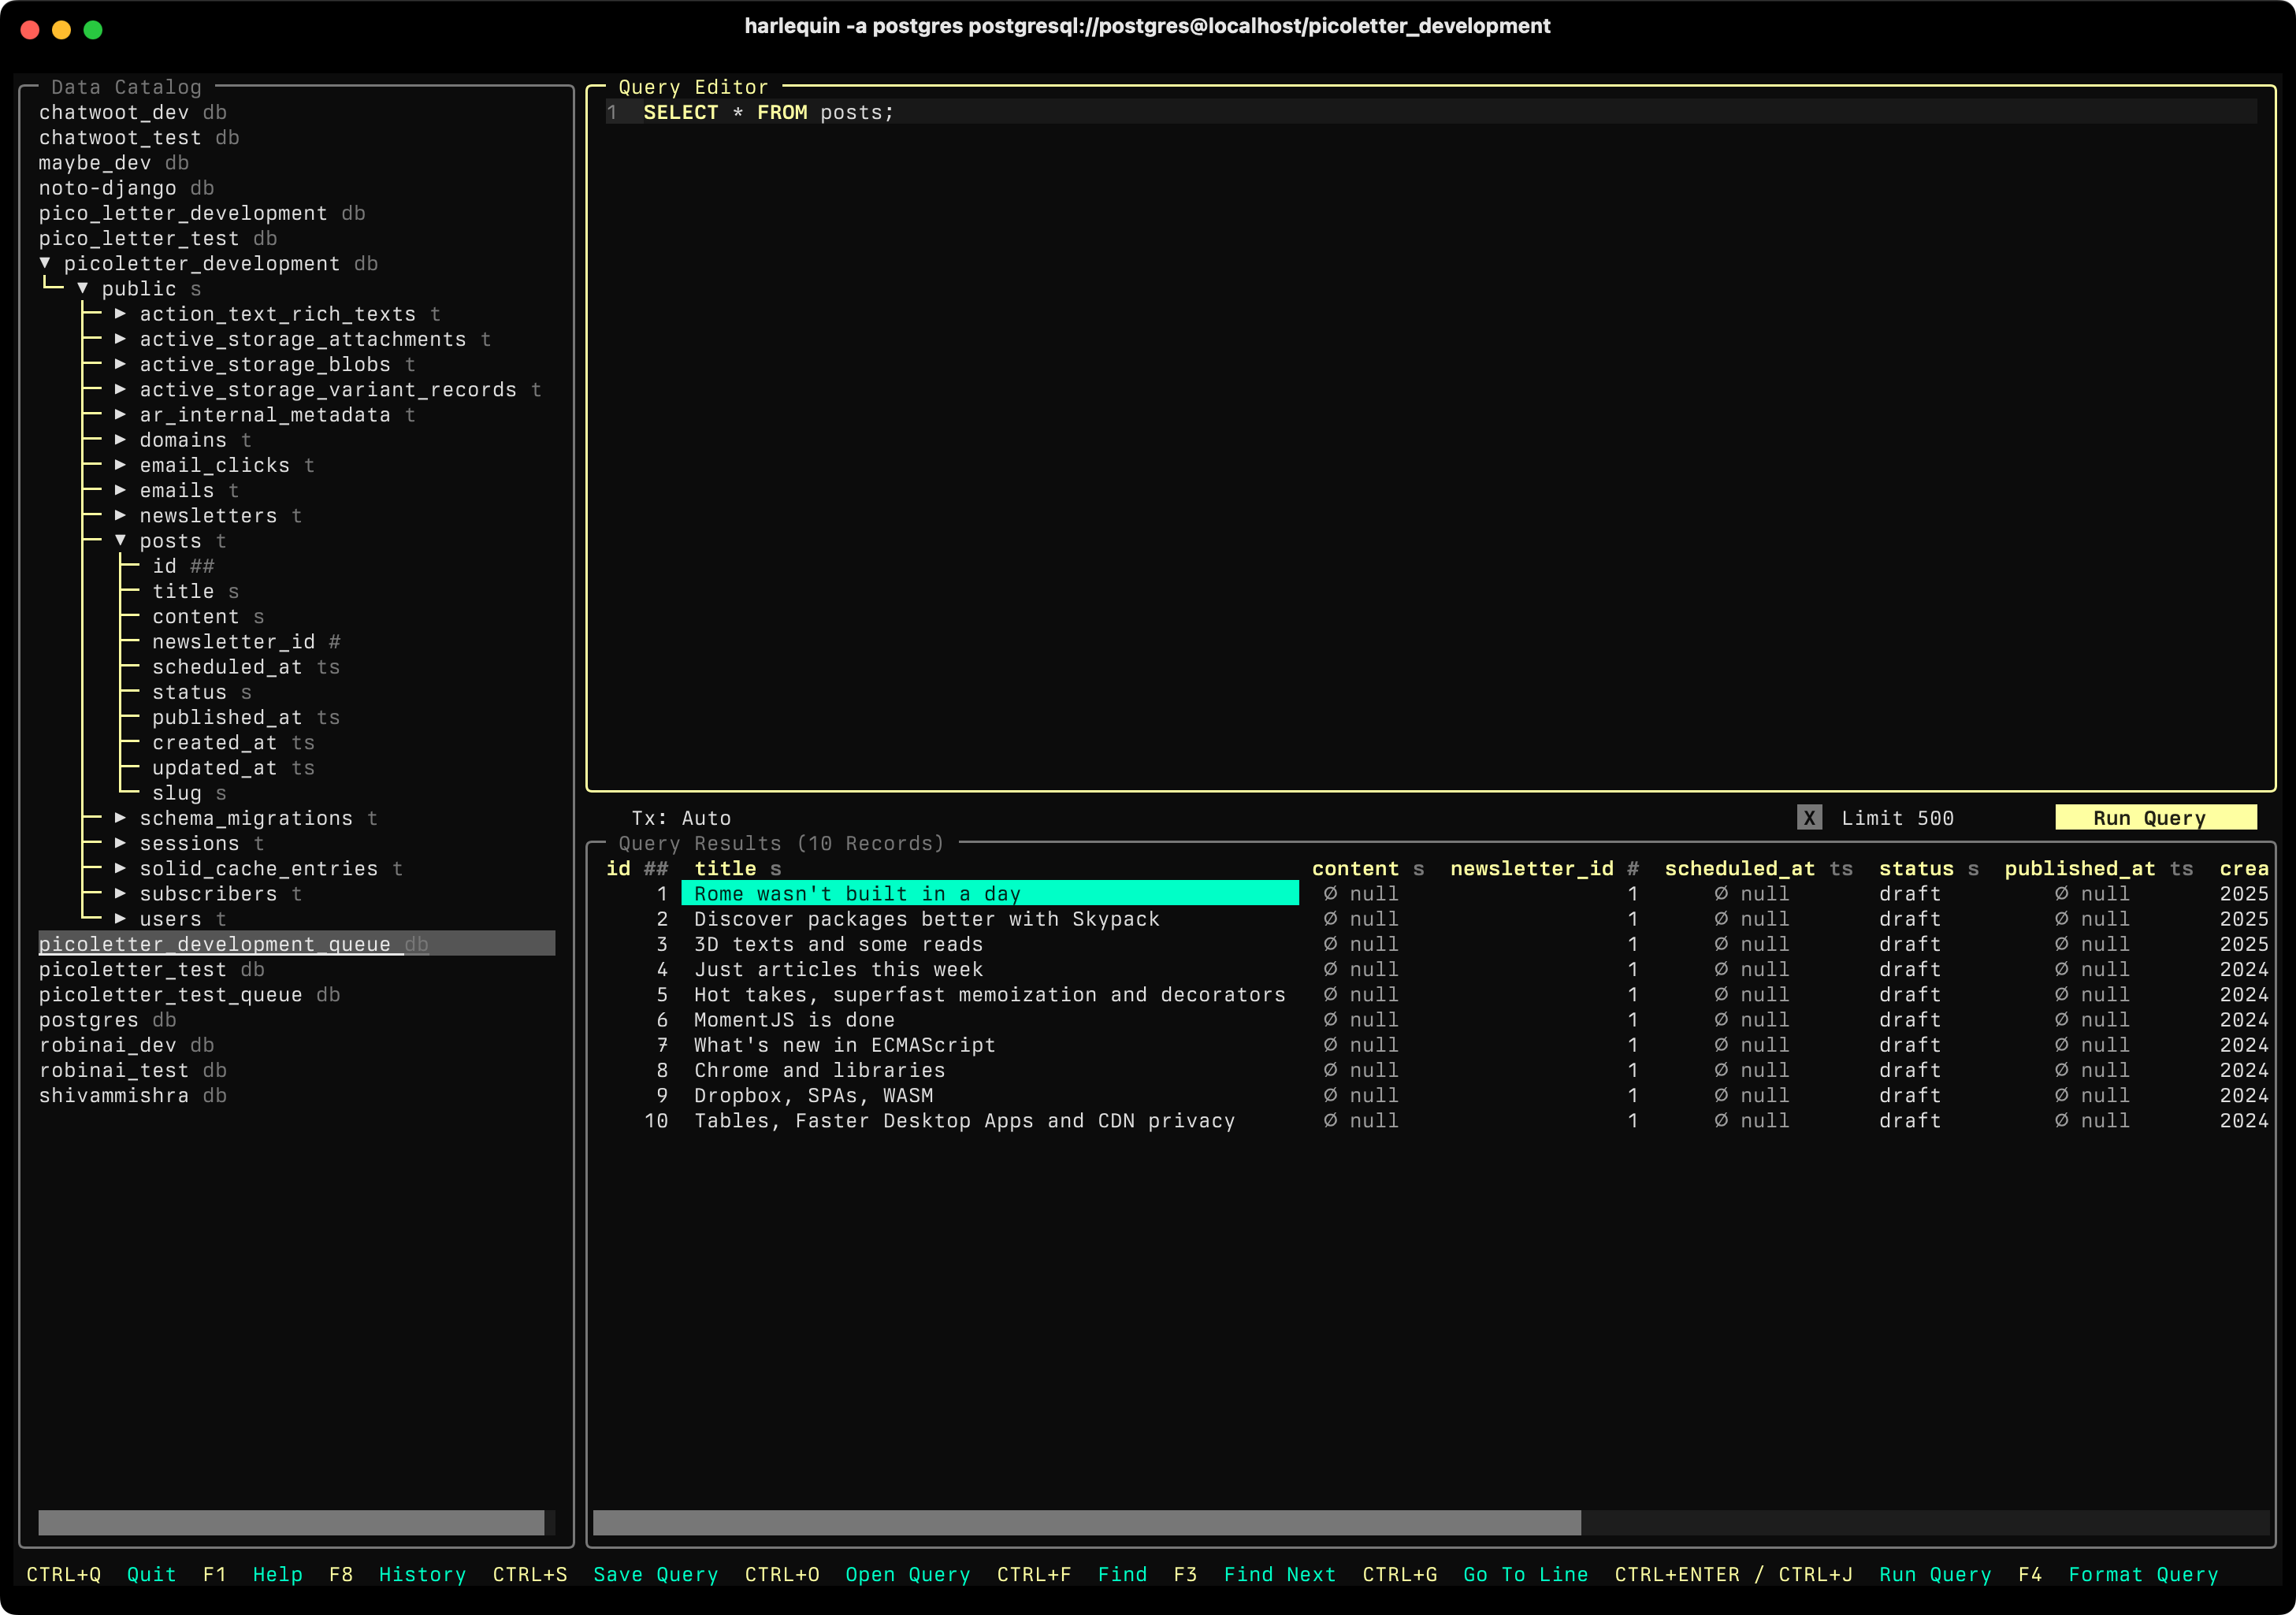 harlequin -a postgres postgresql://postgres@localhost/picoletter_development
Data Catalog
chatwoot_dev db
chatwoot_test db
maybe_dev db
noto-django db
pico_letter_development db
pico_letter_test db
▼ picoletter_development db
▼ public s
▶ action_text_rich_texts t
▶ active_storage_attachments t
▶ active_storage_blobs t
▶ active_storage_variant_records t
▶ ar_internal_metadata t
▶ domains t
▶ email_clicks t
▶ emails t
▶ newsletters t
▼ posts t
id ##
title s
content s
newsletter_id #
scheduled_at ts
status s
published_at ts
created_at ts
updated_at ts
slug s
▶ schema_migrations t
▶ sessions t
▶ solid_cache_entries t
▶ subscribers t
▶ users t
picoletter_development_queue db
picoletter_test db
picoletter_test_queue db
postgres db
robinai_dev db
robinai_test db
shivammishra db
Query Editor
1 SELECT * FROM posts;
Tx: Auto X Limit 500 Run Query
Query Results (10 Records)
id ## title s content s newsletter_id # scheduled_at ts status s published_at ts crea
1 Rome wasn't built in a day ∅ null 1 ∅ null draft ∅ null 2025
2 Discover packages better with Skypack ∅ null 1 ∅ null draft ∅ null 2025
3 3D texts and some reads ∅ null 1 ∅ null draft ∅ null 2025
4 Just articles this week ∅ null 1 ∅ null draft ∅ null 2024
5 Hot takes, superfast memoization and decorators ∅ null 1 ∅ null draft ∅ null 2024
6 MomentJS is done ∅ null 1 ∅ null draft ∅ null 2024
7 What's new in ECMAScript ∅ null 1 ∅ null draft ∅ null 2024
8 Chrome and libraries ∅ null 1 ∅ null draft ∅ null 2024
9 Dropbox, SPAs, WASM ∅ null 1 ∅ null draft ∅ null 2024
10 Tables, Faster Desktop Apps and CDN privacy ∅ null 1 ∅ null draft ∅ null 2024
CTRL+Q Quit F1 Help F8 History CTRL+S Save Query CTRL+O Open Query CTRL+F Find F3 Find Next CTRL+G Go To Line CTRL+ENTER / CTRL+J Run Query F4 Format Query